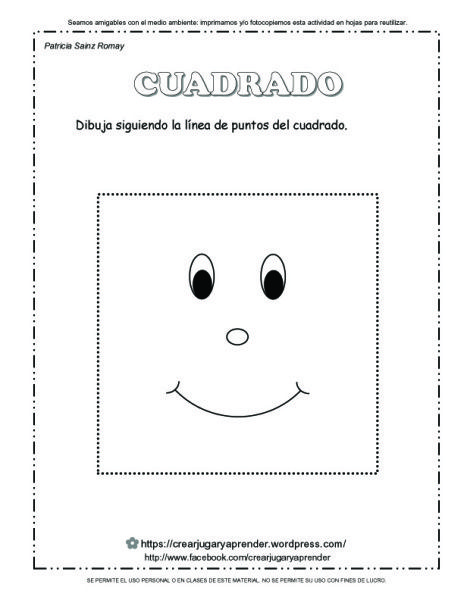 Seamos amigables con el medio ambiente: imprimamos y/o fotocopiemos esta actividad en hojas para reutilizar.
Patricia Sainz Romay
CUADRADO
Dibuja siguiendo la línea de puntos del cuadrado.
https://crearjugaryaprender.wordpress.com/
http://www.facebook.com/crearjugaryaprender
SE PERMITE EL USO PERSONAL O EN CLASES DE ESTE MATERIAL. NO SE PERMITE SU USO CON FINES DE LUCRO.